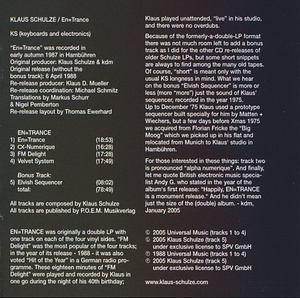 KLAUS SCHULZE / En=Trance
KS (keyboards and electronics)
"En=Trance" was recorded in
early autumn 1987 in Hambühren
Original producer: Klaus Schulze & kdm
Original release (without the
bonus track): 6 April 1988
Re-release producer: Klaus D. Mueller
Re-release coordination: Michael Schmitz
Translations by Markus Schurr
& Nigel Pemberton
Re-release layout by Thomas Ewerhard
EN=TRANCE
1) En=Trance (18:53)
2) CK-Numerique (16:28)
3) FM Delight (17:28)
4) Velvet System (17:49)
Bonus Track:
5) Elvish Sequencer (08:02)
total: (78:49)
All tracks are composed by Klaus Schulze
All tracks are published by P.O.E.M. Musikverlag
EN=TRANCE was originally a double LP with
one track on each of the four vinyl sides. "FM
Delight" was the most popular of the four tracks;
in the year of its release - 1988 - it was also
voted "Hit of the Year" in a German radio pro-
gramme. These eighteen minutes of "FM
Delight" were played and recorded by Klaus in
one go during the night of his 40th birthday;
Klaus played unattended, "live" in his studio,
and there were no overdubs.
Because of the formerly-a-double-LP format
there was not much room left to add a bonus
track as I did for the other CD re-releases of
older Schulze LPs, but some short snippets
are always to find among the many old tapes.
Of course, "short" is meant only with the
usual KS longness in mind. What we hear
on the bonus "Elvish Sequencer" is more or
less (more "more") just the sound of Klaus'
sequencer, recorded in the year 1975.
Up to December '75 Klaus used a prototype
sequencer built specially for him by Matten +
Wiechers, but a few days before Xmas 1975
we acquired from Florian Fricke the "Big
Moog" which we picked up in his flat and
relocated from Munich to Klaus' studio in
Hambühren.
For those interested in these things: track two
is pronounced "alpha numerique". And finally,
let me quote British electronic music special-
list Andy G. who stated in the year of the
album's first release: "Happily, EN=TRANCE
is a monument release." And he didn't mean
just the size of the (double) album. - kdm,
January 2005
© 2005 Universal Music (tracks 1 to 4)
© 2005 Klaus Schulze (track 5)
under exclusive license to SPV GmbH
℗ 1988 Universal Music (tracks 1 to 4)
℗ 2005 Klaus Schulze (track 5)
under exclusive license to SPV GmbH
www.klaus-schulze.com